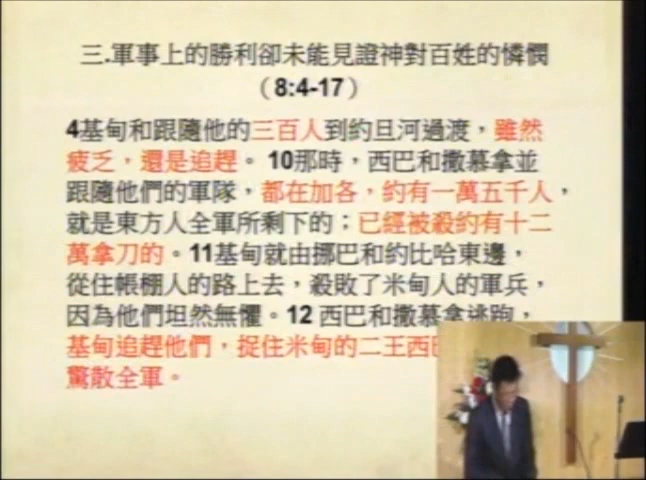 三.軍事上的勝利卻未能見證神對百姓的憐憫
（8:4-17）
4基甸和跟隨他的三百人到約旦河過渡，雖然
疲乏，還是追趕。 10那時，西巴和撒慕拿並
跟隨他們的軍隊，都在加各，約有一萬五千人，
就是東方人全軍所剩下的；已經被殺約有十二
萬拿刀的。11基甸就由挪巴和約比哈東邊，
從住帳棚人的路上去，殺敗了米甸人的軍兵，
因為他們坦然無懼。12 西巴和撒慕拿逃跑，
基甸追趕他們，捉住米甸的二王西
驚散全軍。